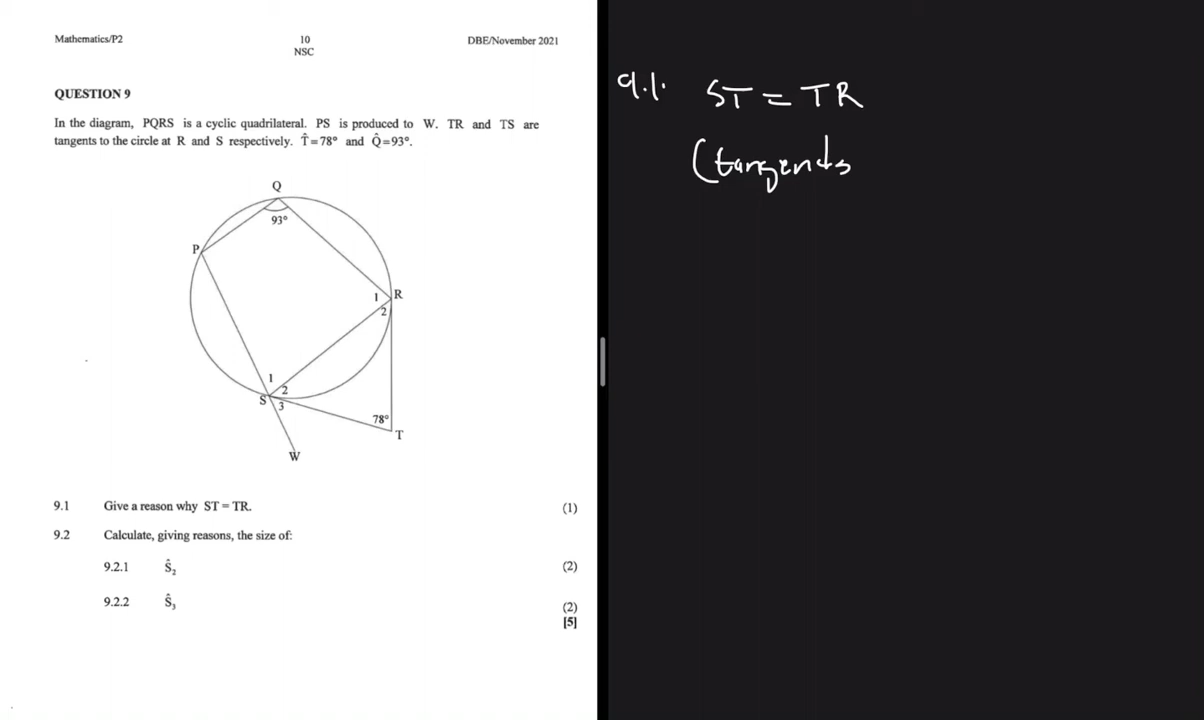 Mathematics/P2 10 DBE/November 2021
NSC
QUESTION 9
In the diagram, PQRS is a cyclic quadrilateral. PS is produced to W. TR and TS are
tangents to the circle at R and S respectively. T̂ = 78° and Q̂ = 93°.
Q
93°
P
1 R
2
1
2
S 3
78°
T
W
9.1 Give a reason why ST = TR. (1)
9.2 Calculate, giving reasons, the size of:
9.2.1 Ŝ₂ (2)
9.2.2 Ŝ₃ (2)
[5]
9.1. ST = TR
(tangends